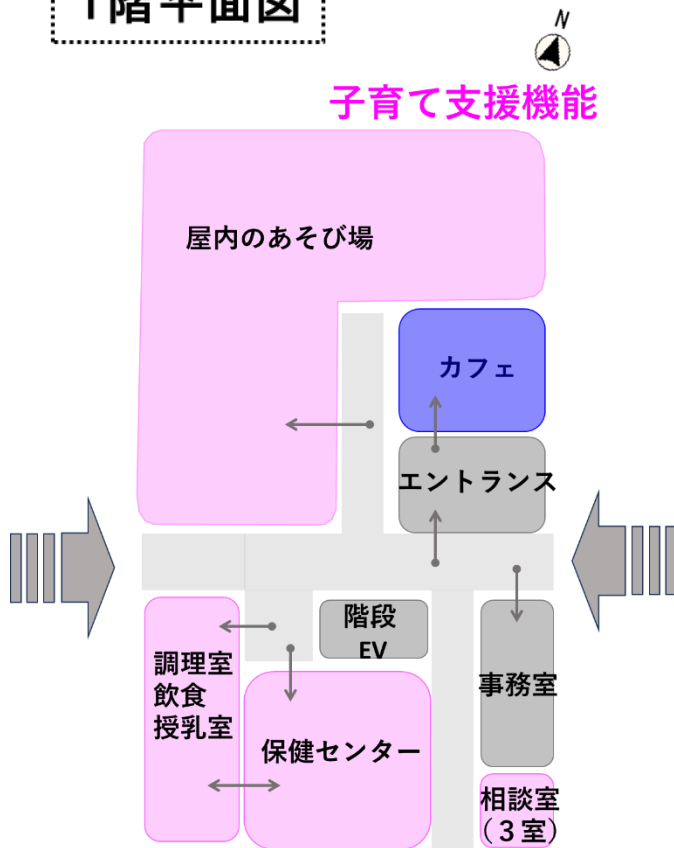 1階平面図
N
子育て支援機能
屋内のあそび場
カフェ
エントランス
階段
EV
調理室
飲食
授乳室
保健センター
事務室
相談室
（３室）